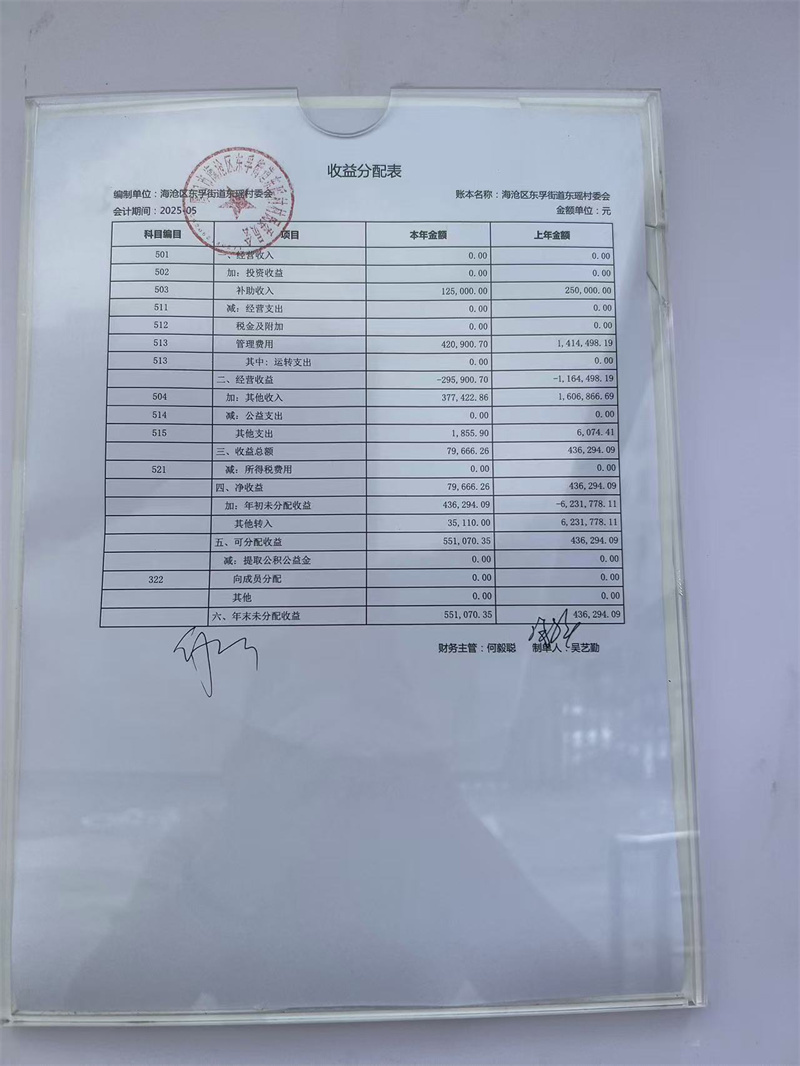 收益分配表
编制单位：海沧区东孚街道东瑶村委会 账本名称：海沧区东孚街道东瑶村委会
会计期间：2025-05 金额单位：元
科目编目 项目 本年金额 上年金额
501 一、经营收入 0.00 0.00
502 加：投资收益 0.00 0.00
503 补助收入 125,000.00 250,000.00
511 减：经营支出 0.00 0.00
512 税金及附加 0.00 0.00
513 管理费用 420,900.70 1,414,498.19
513 其中：运转支出 0.00 0.00
二、经营收益 -295,900.70 -1,164,498.19
504 加：其他收入 377,422.86 1,606,866.69
514 减：公益支出 0.00 0.00
515 其他支出 1,855.90 6,074.41
三、收益总额 79,666.26 436,294.09
521 减：所得税费用 0.00 0.00
四、净收益 79,666.26 436,294.09
加：年初未分配收益 436,294.09 -6,231,778.11
其他转入 35,110.00 6,231,778.11
五、可分配收益 551,070.35 436,294.09
减：提取公积公益金 0.00 0.00
322 向成员分配 0.00 0.00
其他 0.00 0.00
六、年末未分配收益 551,070.35 436,294.09
财务主管：何毅聪 制单人：吴艺勤